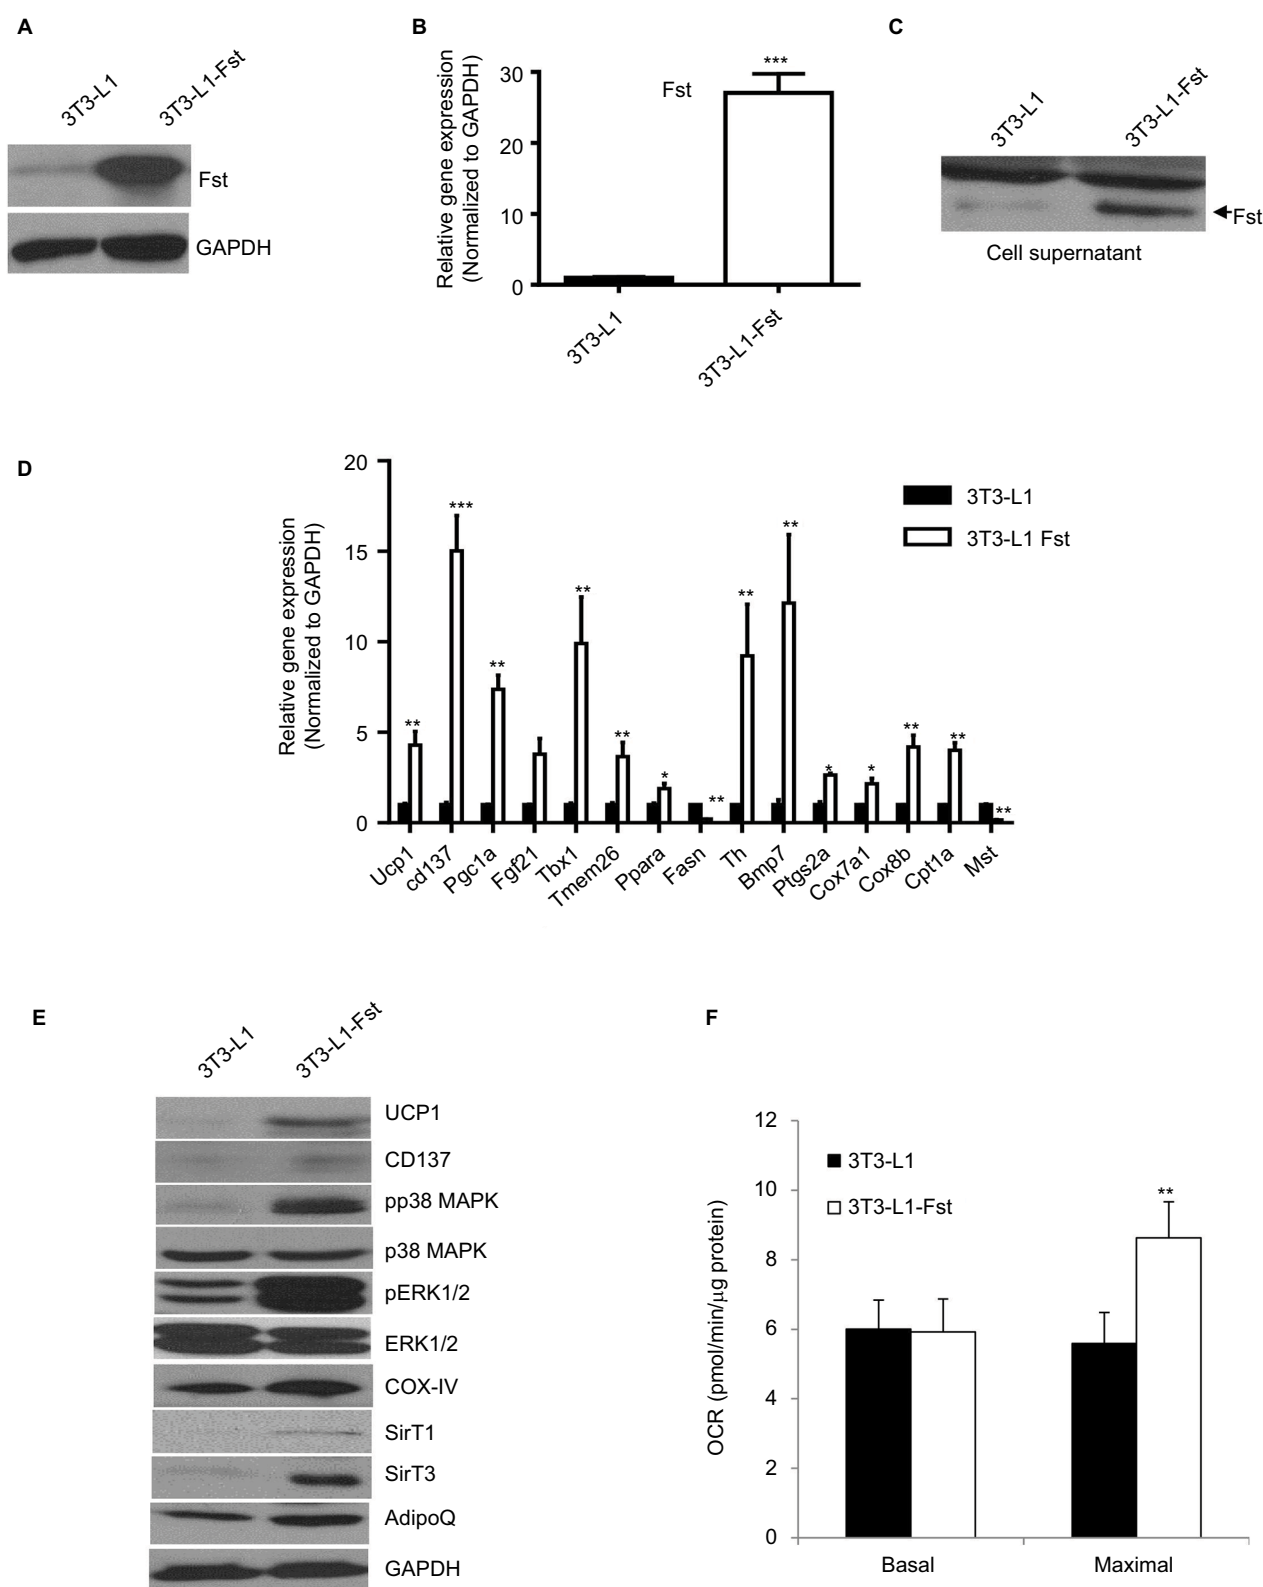 A
3T3-L1
3T3-L1-Fst
Fst
GAPDH
B
Relative gene expression
(Normalized to GAPDH)
30
20
10
0
Fst
***
3T3-L1
3T3-L1-Fst
C
3T3-L1
3T3-L1-Fst
Fst
Cell supernatant
D
Relative gene expression
(Normalized to GAPDH)
20
15
10
5
0
3T3-L1
3T3-L1 Fst
**
***
**
**
**
*
**
**
**
*
*
**
**
**
Ucp1
cd137
Pgc1a
Fgf21
Tbx1
Tmem26
Ppara
Fasn
Th
Bmp7
Ptgs2a
Cox7a1
Cox8b
Cpt1a
Mst
E
3T3-L1
3T3-L1-Fst
UCP1
CD137
pp38 MAPK
p38 MAPK
pERK1/2
ERK1/2
COX-IV
SirT1
SirT3
AdipoQ
GAPDH
F
OCR (pmol/min/µg protein)
12
10
8
6
4
2
0
3T3-L1
3T3-L1-Fst
**
Basal
Maximal